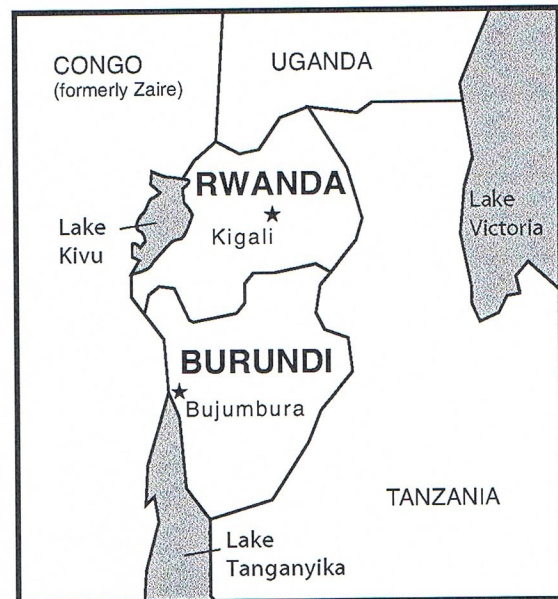 CONGO
(formerly Zaire)
UGANDA
RWANDA
Kigali
Lake
Kivu
Lake
Victoria
BURUNDI
Bujumbura
TANZANIA
Lake
Tanganyika